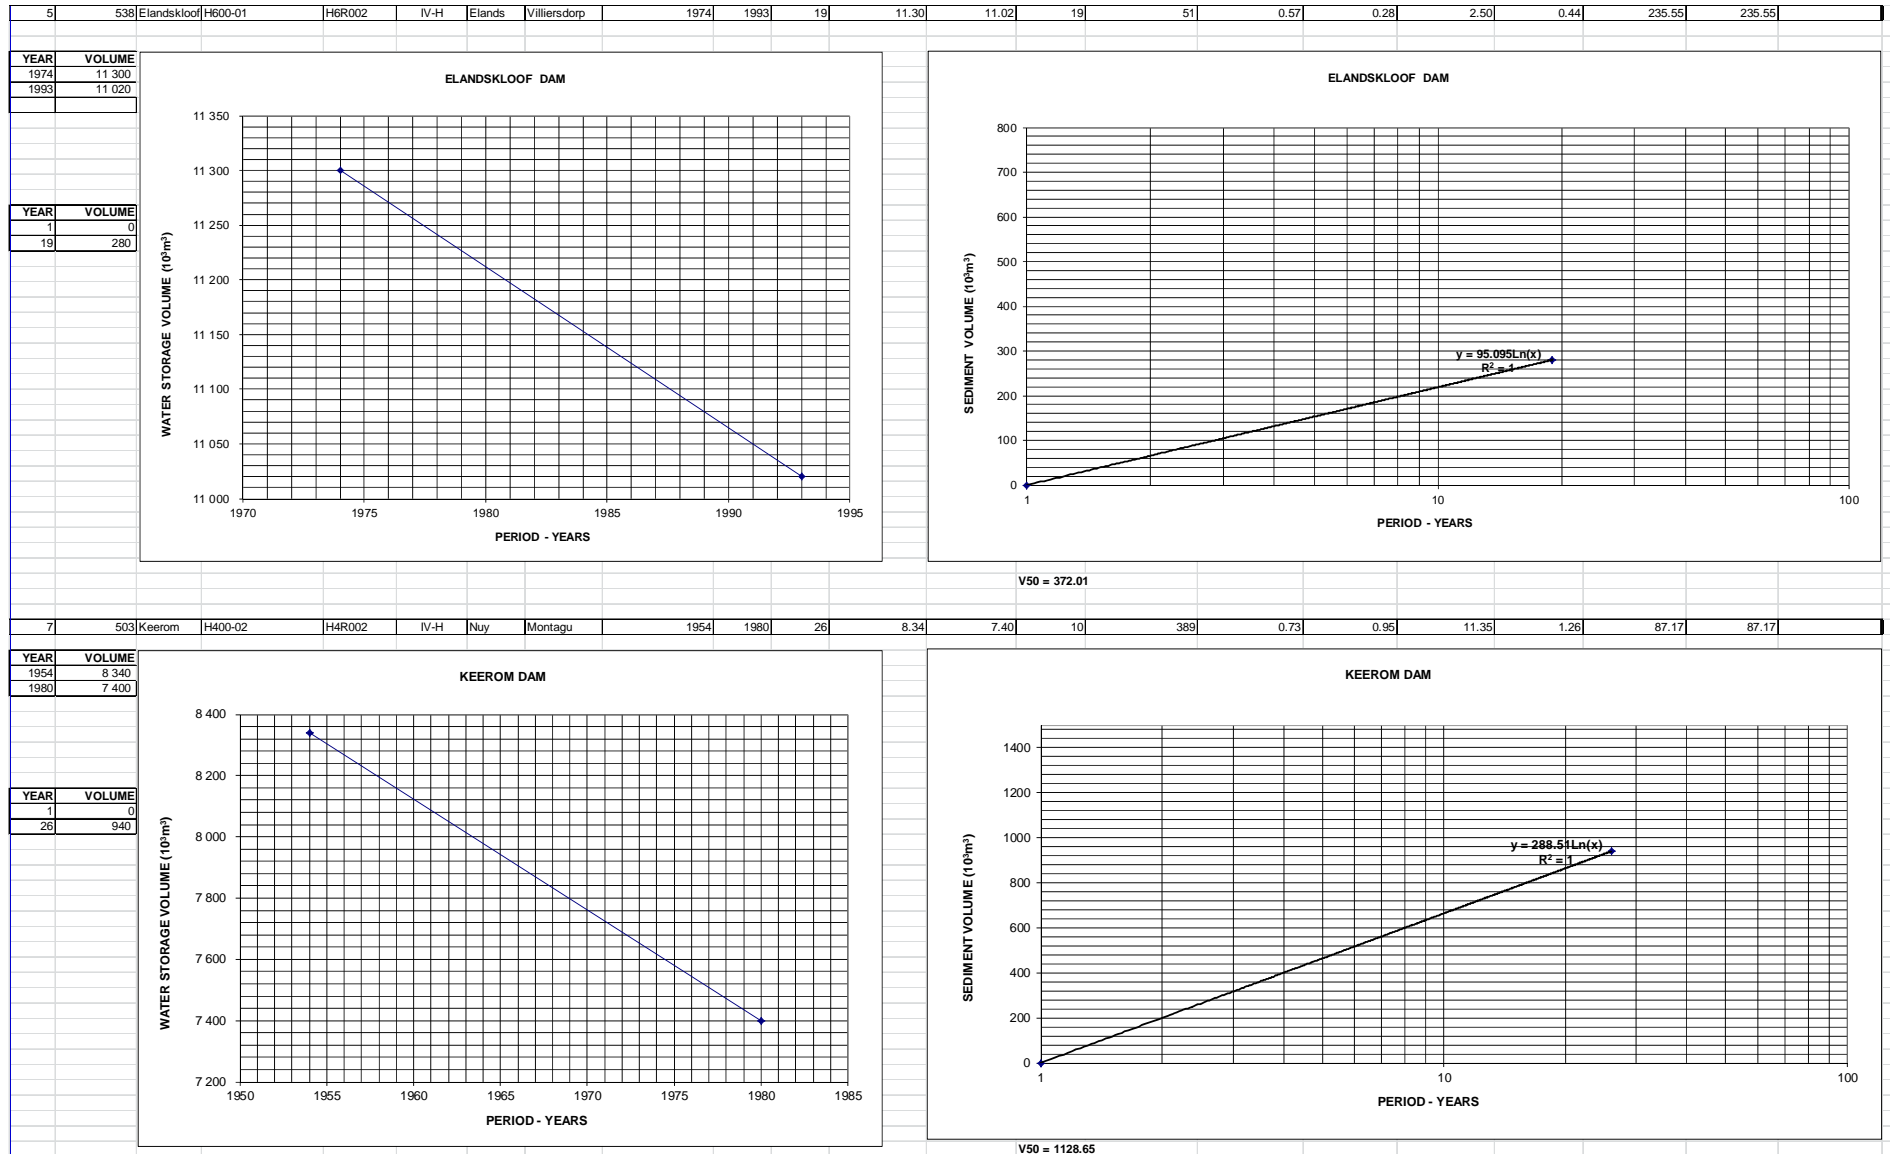 5 538 Elandskloof H600-01 H6R002 IV-H Elands Villiersdorp 1974 1993 19 11.30 11.02 19 51 0.57 0.28 2.50 0.44 235.55 235.55
YEAR VOLUME
1974 11 300
1993 11 020
YEAR VOLUME
1 0
19 280
ELANDSKLOOF DAM
WATER STORAGE VOLUME (10³m³)
11 350
11 300
11 250
11 200
11 150
11 100
11 050
11 000
1970 1975 1980 1985 1990 1995
PERIOD - YEARS
ELANDSKLOOF DAM
SEDIMENT VOLUME (10³m³)
800
700
600
500
400
300
200
100
0
y = 95.095Ln(x)
R² = 1
1 10 100
PERIOD - YEARS
V50 = 372.01
7 503 Keerom H400-02 H4R002 IV-H Nuy Montagu 1954 1980 26 8.34 7.40 10 389 0.73 0.95 11.35 1.26 87.17 87.17
YEAR VOLUME
1954 8 340
1980 7 400
YEAR VOLUME
1 0
26 940
KEEROM DAM
WATER STORAGE VOLUME (10³m³)
8 400
8 200
8 000
7 800
7 600
7 400
7 200
1950 1955 1960 1965 1970 1975 1980 1985
PERIOD - YEARS
KEEROM DAM
SEDIMENT VOLUME (10³m³)
1400
1200
1000
800
600
400
200
0
y = 288.51Ln(x)
R² = 1
1 10 100
PERIOD - YEARS
V50 = 1128.65